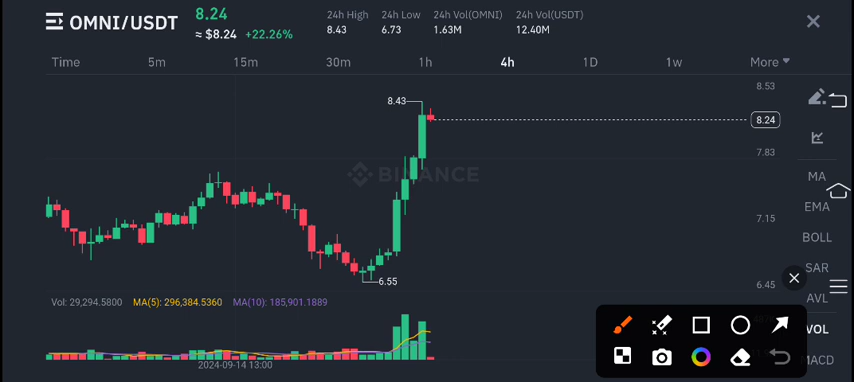 OMNI/USDT
8.24
≈ $8.24 +22.26%
24h High 24h Low 24h Vol(OMNI) 24h Vol(USDT)
8.43 6.73 1.63M 12.40M
Time 5m 15m 30m 1h 4h 1D 1w More
8.53
8.43
8.24
7.83
BINANCE
MA
EMA
7.15
BOLL
SAR
6.55
6.45
AVL
Vol: 29,294.5800 MA(5): 296,384.5360 MA(10): 185,901.1889
VOL
MACD
2024-09-14 13:00